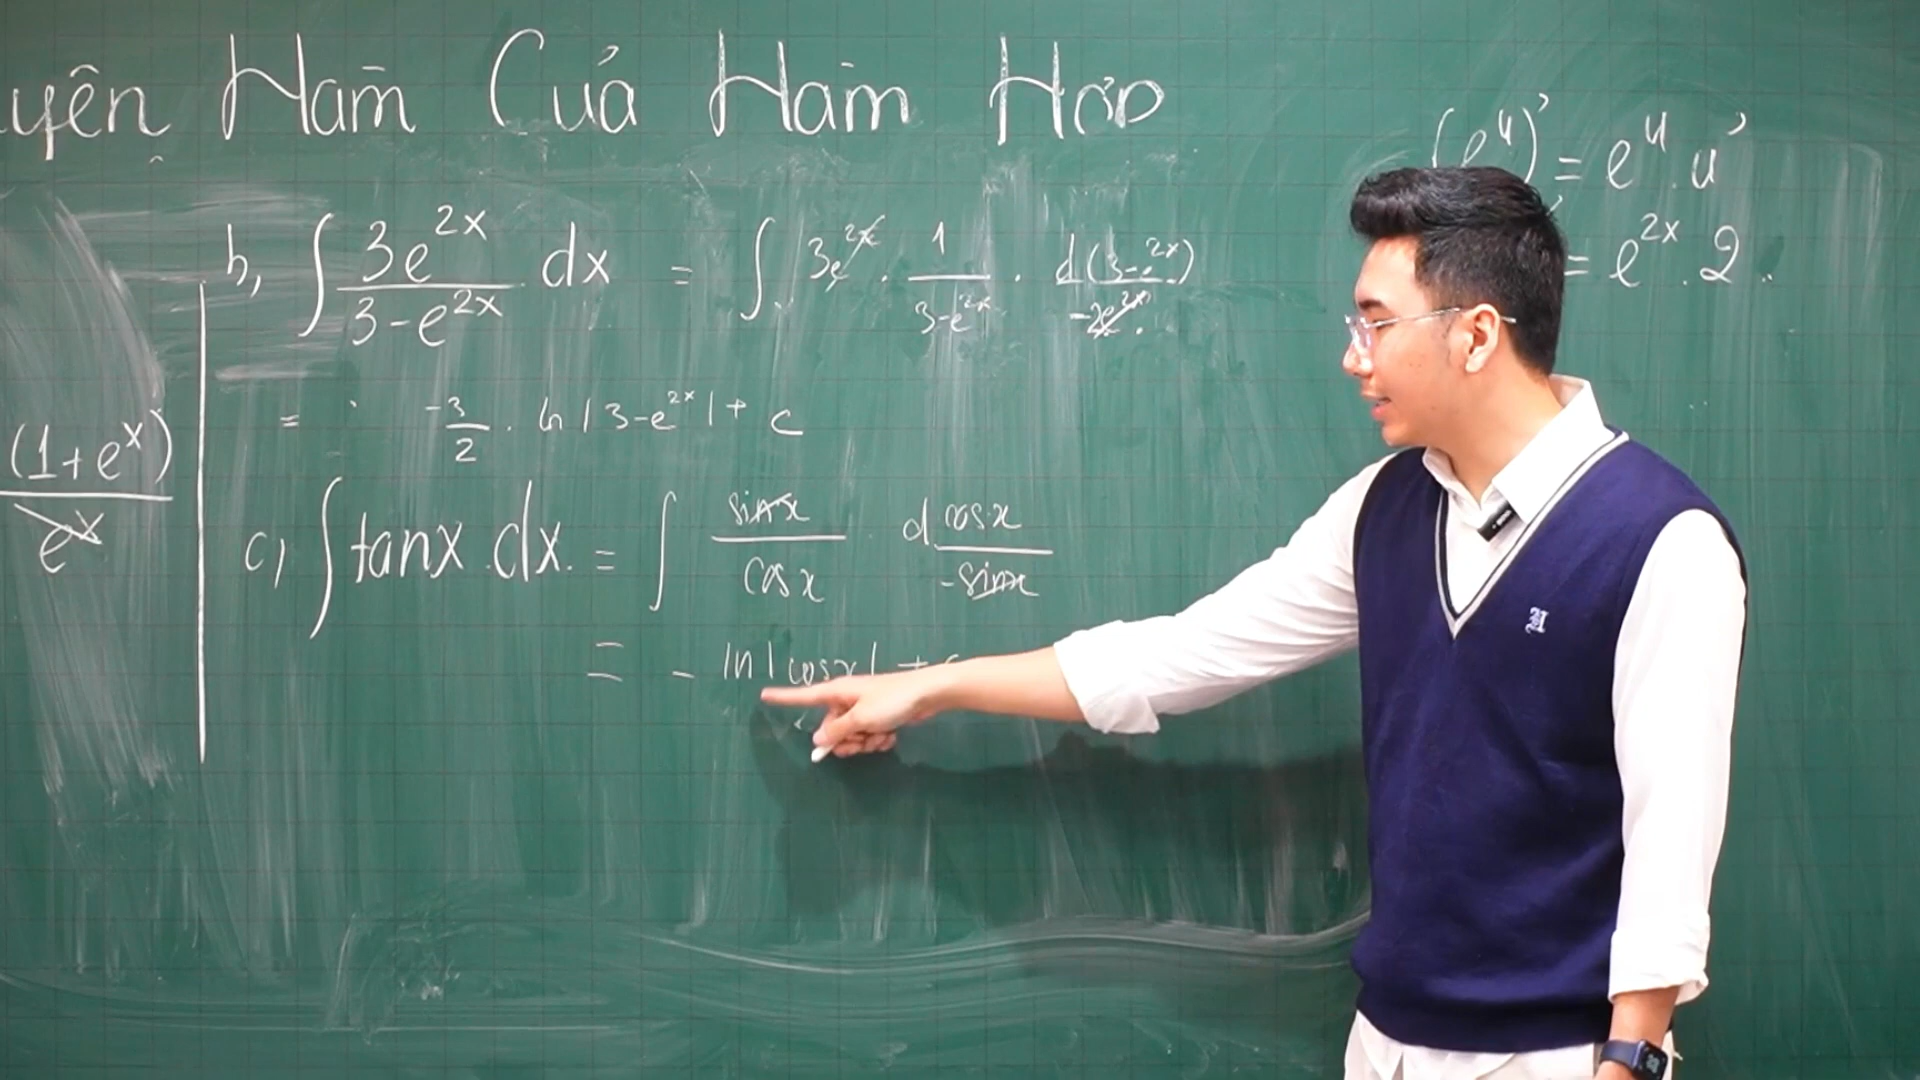 uyên Hàm Của Hàm Hợp
(e^u)' = e^u . u'
= e^2x . 2
b, ∫ 3e^2x / 3-e^2x dx = ∫ 3e^2x . 1 / 3-e^2x . d(3-e^2x) / -2e^2x
= -3/2 . ln|3-e^2x| + c
(1+e^x) / e^x
c, ∫ tanx . dx = ∫ sinx / cosx . d cosx / -sinx
= - ln|cosx| +